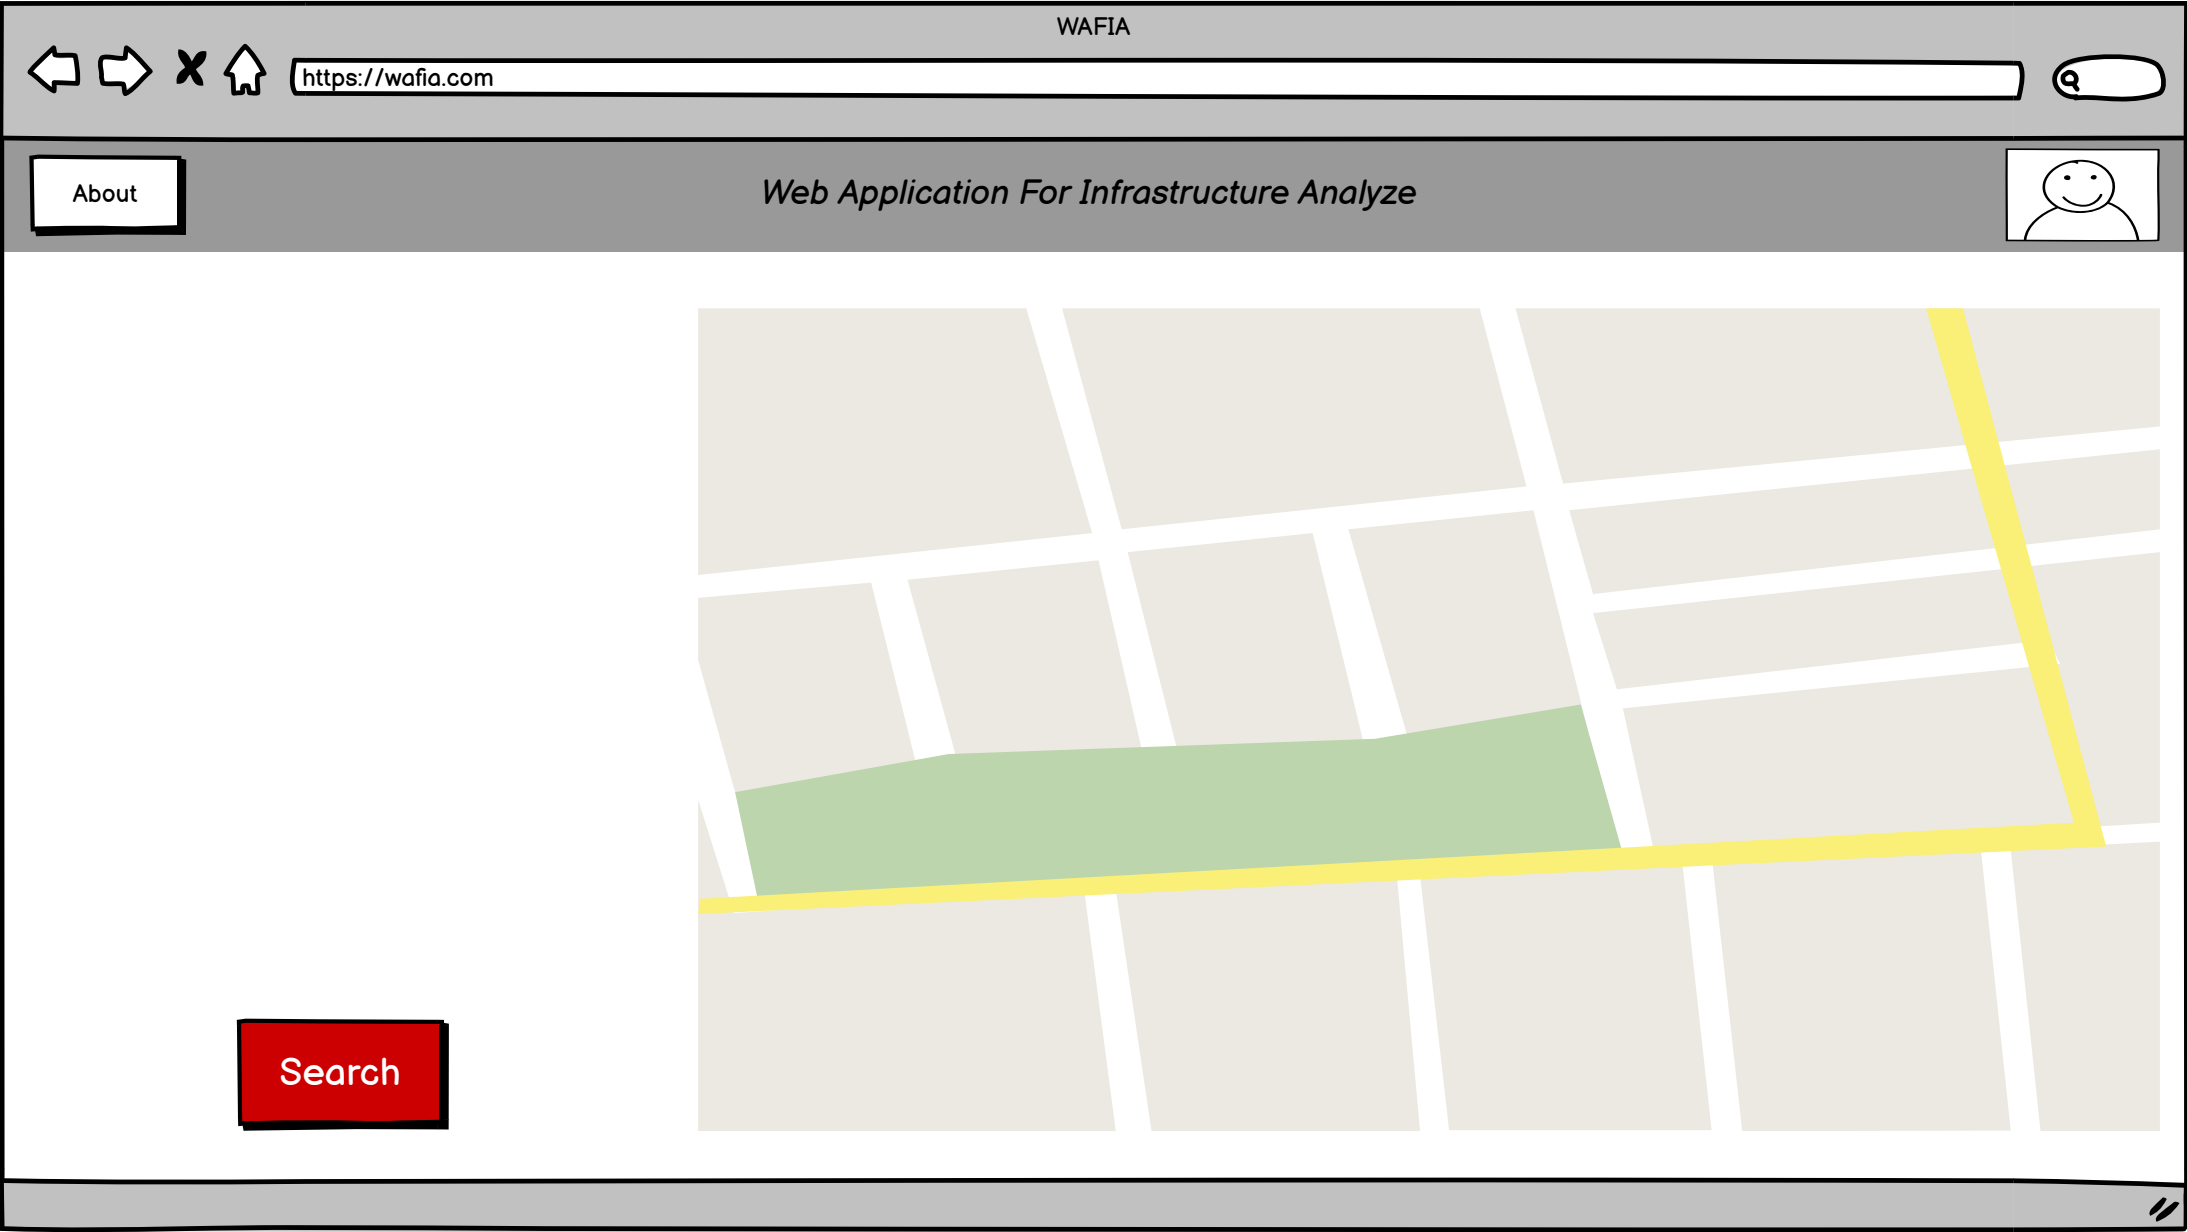 WAFIA
https://wafia.com
About
Web Application For Infrastructure Analyze
Search